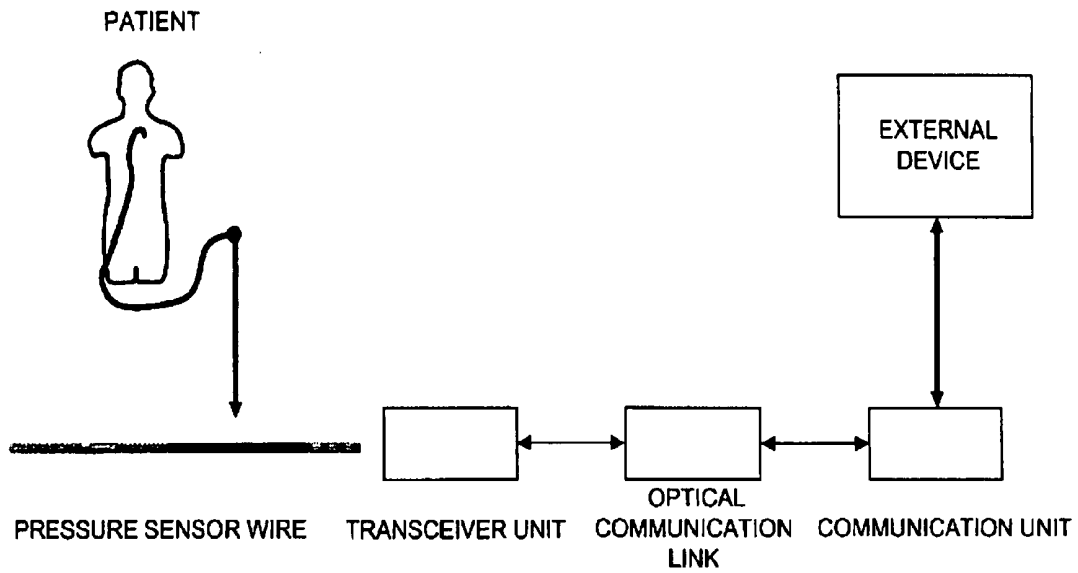 PATIENT
EXTERNAL
DEVICE
PRESSURE SENSOR WIRE
TRANSCEIVER UNIT
OPTICAL
COMMUNICATION
LINK
COMMUNICATION UNIT